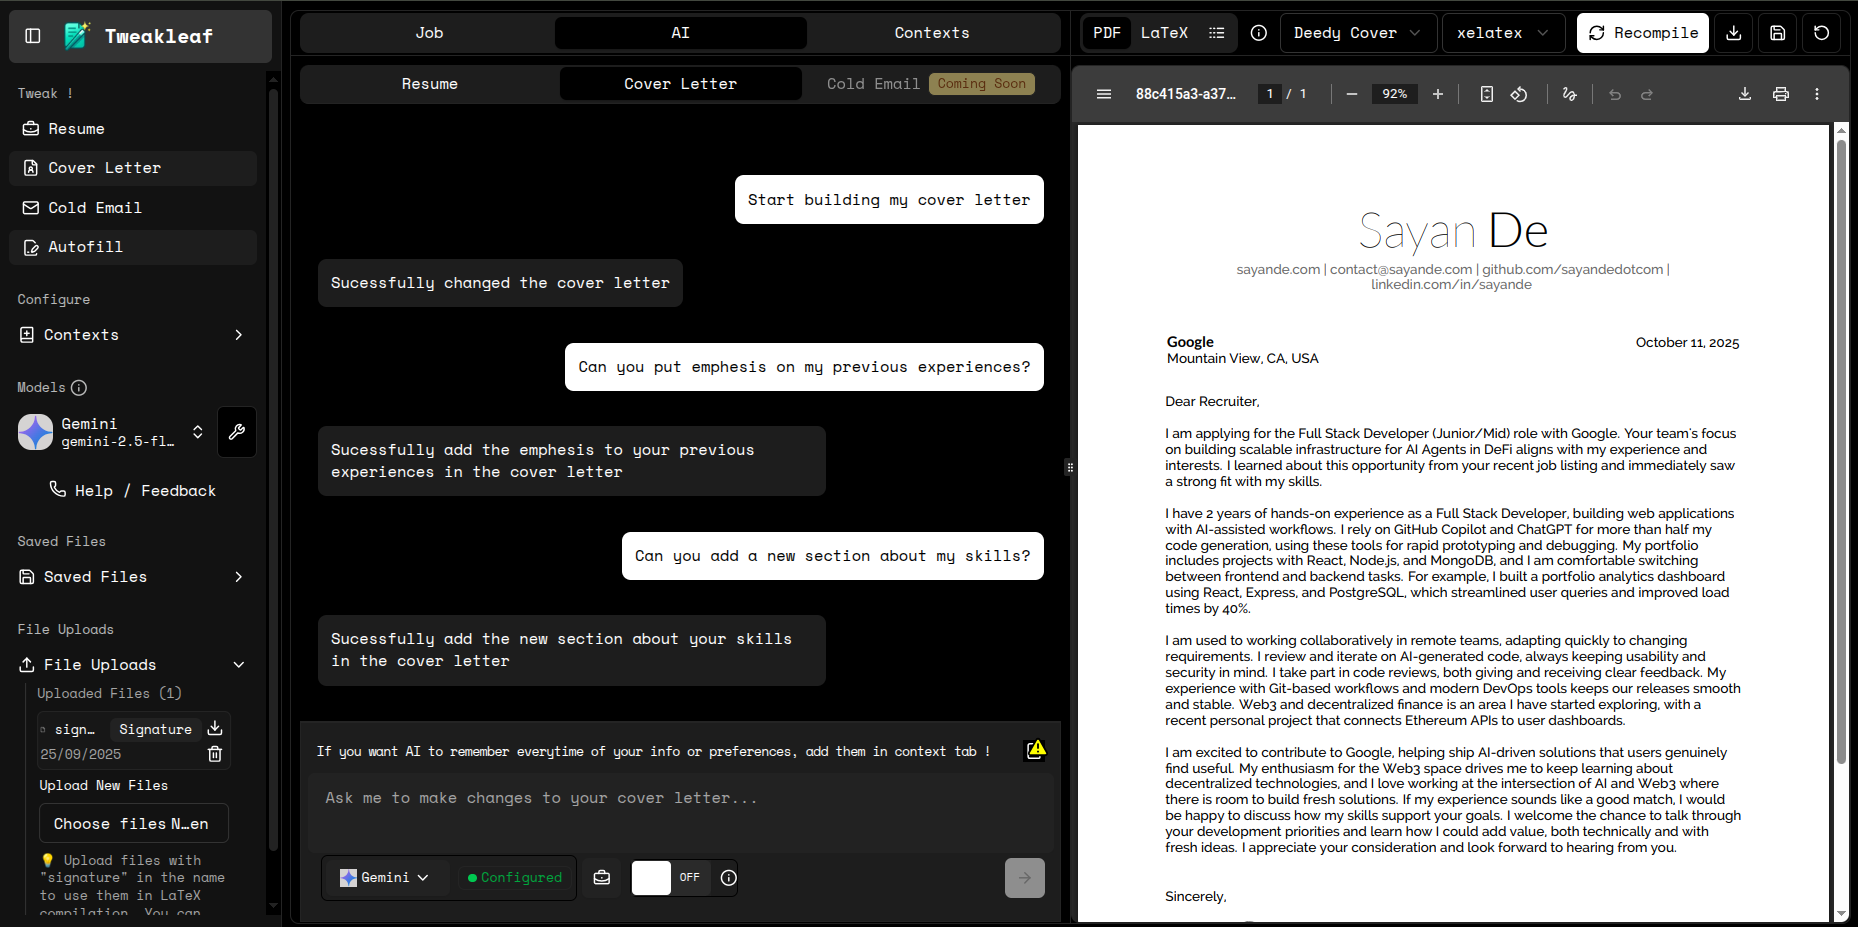 Tweakleaf
Tweak !
Resume
Cover Letter
Cold Email
Autofill
Configure
Contexts
Models
Gemini
gemini-2.5-fl…
Help / Feedback
Saved Files
Saved Files
File Uploads
File Uploads
Uploaded Files (1)
sign… Signature
25/09/2025
Upload New Files
Choose files N…en
💡 Upload files with
"signature" in the name
to use them in LaTeX
compilation. You can
Job AI Contexts
Resume Cover Letter Cold Email Coming Soon
Start building my cover letter
Sucessfully changed the cover letter
Can you put emphesis on my previous experiences?
Sucessfully add the emphesis to your previous
experiences in the cover letter
Can you add a new section about my skills?
Sucessfully add the new section about your skills
in the cover letter
If you want AI to remember everytime of your info or preferences, add them in context tab !
Ask me to make changes to your cover letter...
Gemini Configured OFF
PDF LaTeX Deedy Cover xelatex Recompile
88c415a3-a37… 1 / 1 92%
Sayan De
sayande.com | contact@sayande.com | github.com/sayandedotcom |
linkedin.com/in/sayande
Google October 11, 2025
Mountain View, CA, USA
Dear Recruiter,
I am applying for the Full Stack Developer (Junior/Mid) role with Google. Your team's focus
on building scalable infrastructure for AI Agents in DeFi aligns with my experience and
interests. I learned about this opportunity from your recent job listing and immediately saw
a strong fit with my skills.
I have 2 years of hands-on experience as a Full Stack Developer, building web applications
with AI-assisted workflows. I rely on GitHub Copilot and ChatGPT for more than half my
code generation, using these tools for rapid prototyping and debugging. My portfolio
includes projects with React, Node.js, and MongoDB, and I am comfortable switching
between frontend and backend tasks. For example, I built a portfolio analytics dashboard
using React, Express, and PostgreSQL, which streamlined user queries and improved load
times by 40%.
I am used to working collaboratively in remote teams, adapting quickly to changing
requirements. I review and iterate on AI-generated code, always keeping usability and
security in mind. I take part in code reviews, both giving and receiving clear feedback. My
experience with Git-based workflows and modern DevOps tools keeps our releases smooth
and stable. Web3 and decentralized finance is an area I have started exploring, with a
recent personal project that connects Ethereum APIs to user dashboards.
I am excited to contribute to Google, helping ship AI-driven solutions that users genuinely
find useful. My enthusiasm for the Web3 space drives me to keep learning about
decentralized technologies, and I love working at the intersection of AI and Web3 where
there is room to build fresh solutions. If my experience sounds like a good match, I would
be happy to discuss how my skills support your goals. I welcome the chance to talk through
your development priorities and learn how I could add value, both technically and with
fresh ideas. I appreciate your consideration and look forward to hearing from you.
Sincerely,